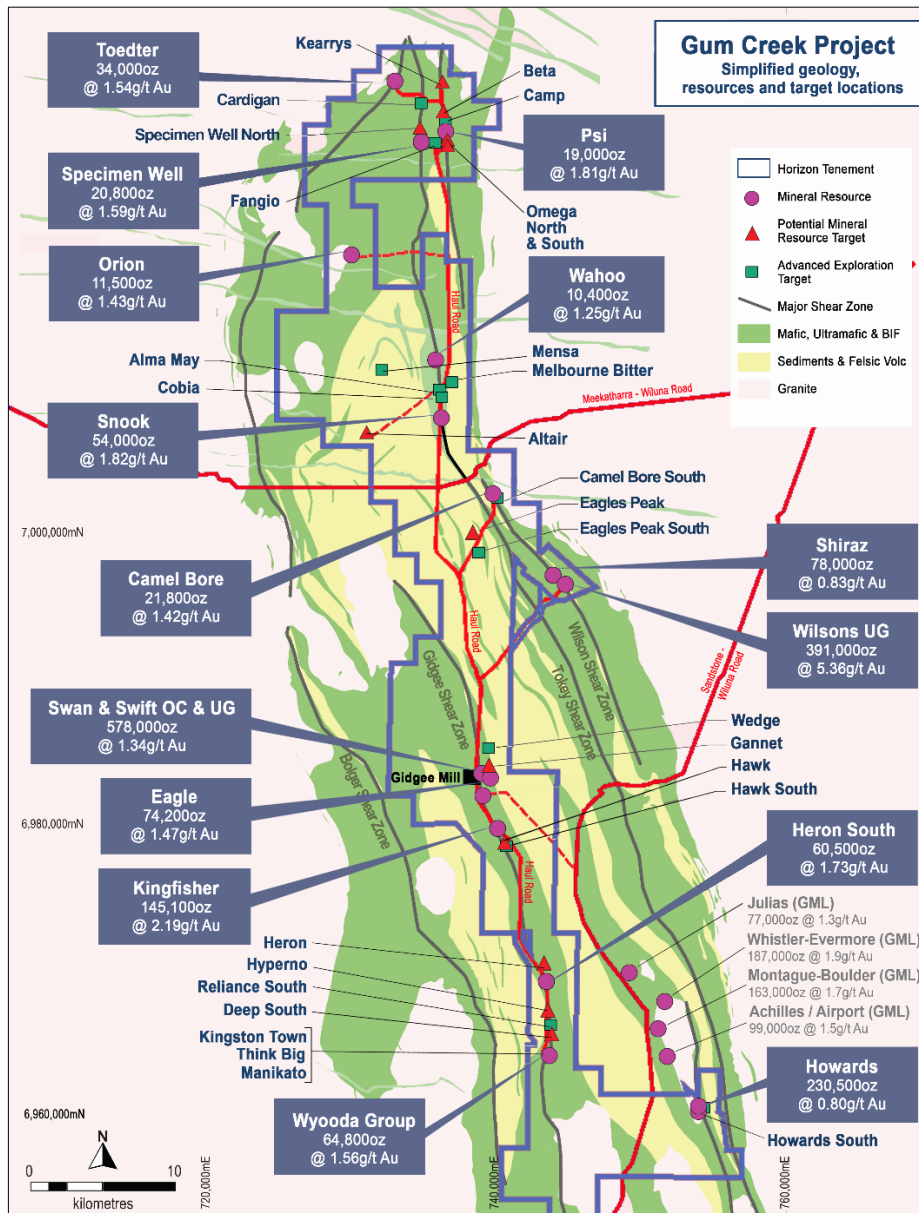 Gum Creek Project
Simplified geology,
resources and target locations
Horizon Tenement
Mineral Resource
Potential Mineral
Resource Target
Advanced Exploration
Target
Major Shear Zone
Mafic, Ultramafic & BIF
Sediments & Felsic Volc
Granite
Toedter
34,000oz
@ 1.54g/t Au
Kearrys
Beta
Camp
Cardigan
Specimen Well North
Psi
19,000oz
@ 1.81g/t Au
Specimen Well
20,800oz
@ 1.59g/t Au
Fangio
Omega
North
& South
Orion
11,500oz
@ 1.43g/t Au
Wahoo
10,400oz
@ 1.25g/t Au
Haul Road
Alma May
Cobia
Mensa
Melbourne Bitter
Meekatharra - Wiluna Road
Snook
54,000oz
@ 1.82g/t Au
Altair
Camel Bore South
Eagles Peak
Eagles Peak South
7,000,000mN
Shiraz
78,000oz
@ 0.83g/t Au
Camel Bore
21,800oz
@ 1.42g/t Au
Wilsons UG
391,000oz
@ 5.36g/t Au
Haul Road
Gidgee Shear Zone
Wilson Shear Zone
Tokey Shear Zone
Sandstone -
Wiluna Road
Bolger Shear Zone
Swan & Swift OC & UG
578,000oz
@ 1.34g/t Au
Wedge
Gannet
Gidgee Mill
Hawk
Hawk South
Eagle
74,200oz
@ 1.47g/t Au
6,980,000mN
Heron South
60,500oz
@ 1.73g/t Au
Kingfisher
145,100oz
@ 2.19g/t Au
Haul Road
Julias (GML)
77,000oz @ 1.3g/t Au
Whistler-Evermore (GML)
187,000oz @ 1.9g/t Au
Montague-Boulder (GML)
163,000oz @ 1.7g/t Au
Achilles / Airport (GML)
99,000oz @ 1.5g/t Au
Heron
Hyperno
Reliance South
Deep South
Kingston Town
Think Big
Manikato
Howards
230,500oz
@ 0.80g/t Au
Howards South
Wyooda Group
64,800oz
@ 1.56g/t Au
6,960,000mN
N
0 10
kilometres
720,000mE
740,000mE
760,000mE